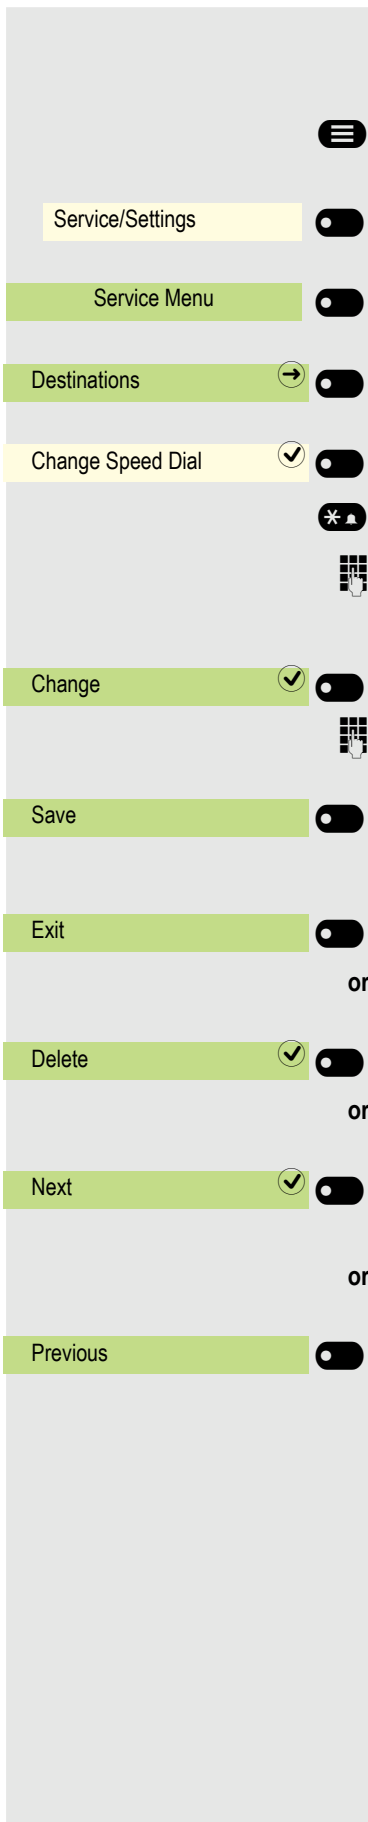 Service/Settings
Service Menu
Destinations
Change Speed Dial
Change
Save
Exit
or
Delete
or
Next
or
Previous